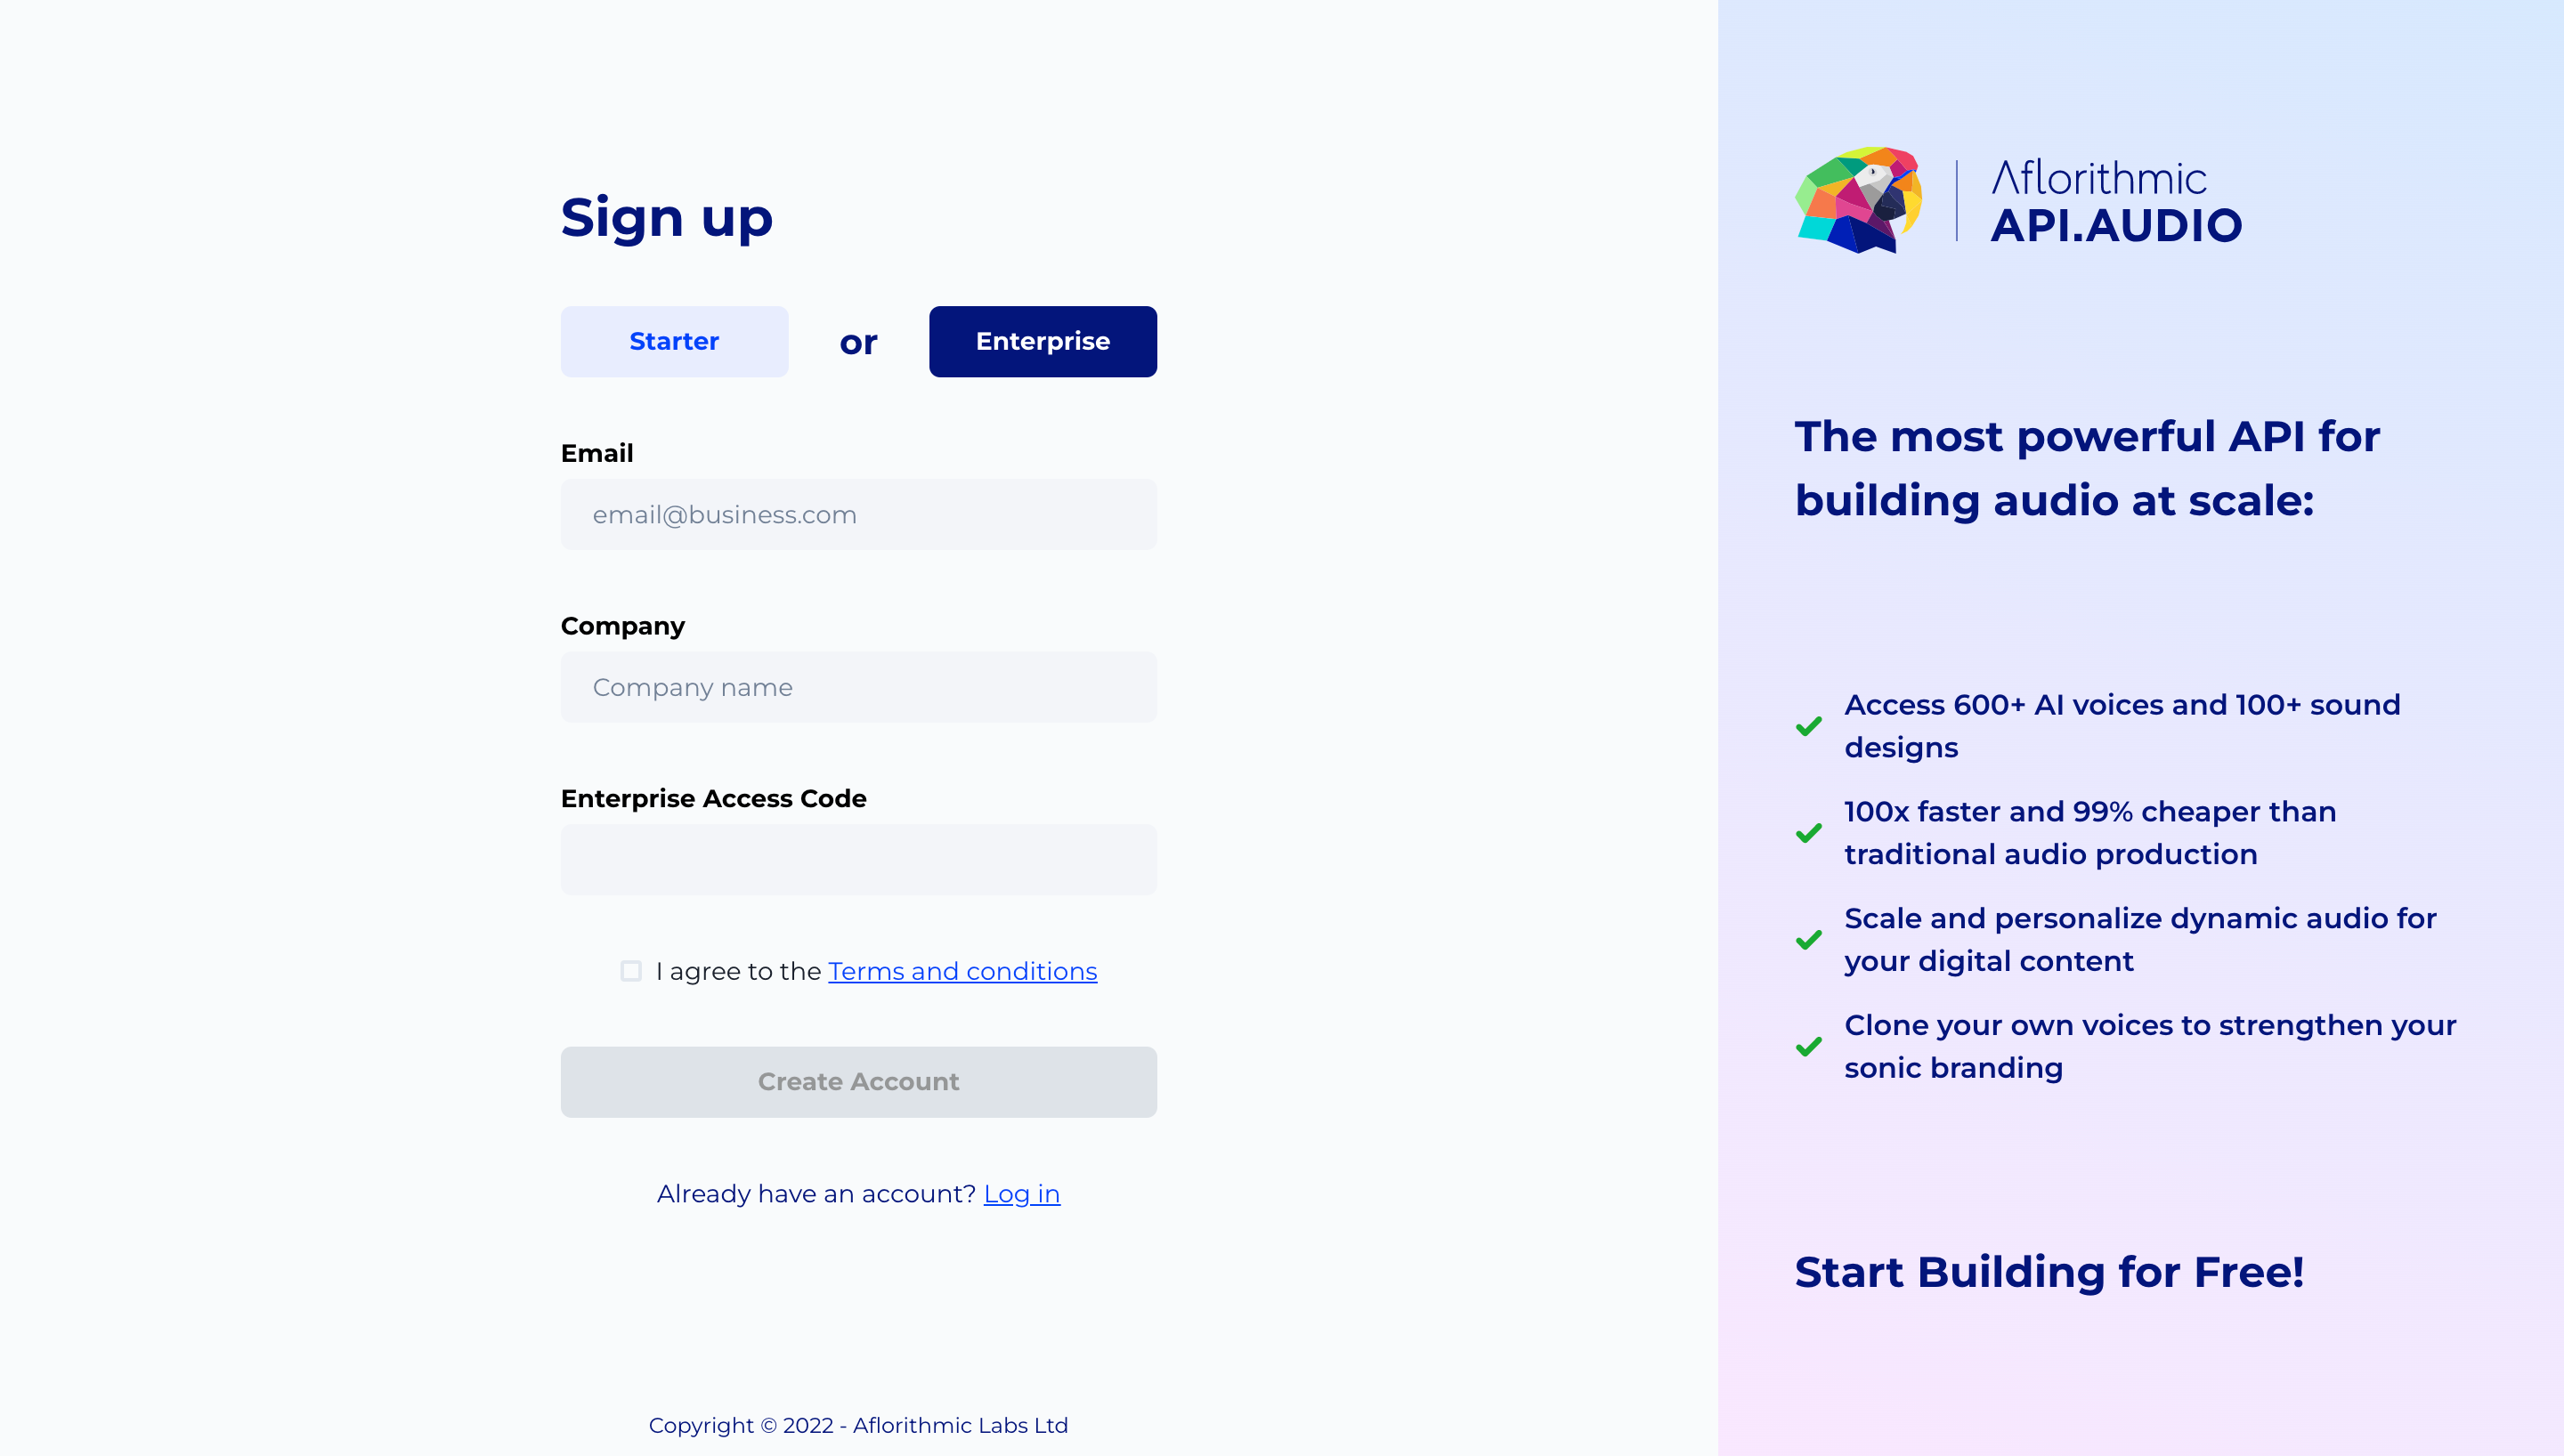 Sign up
Starter
or
Enterprise
Email
email@business.com
Company
Company name
Enterprise Access Code
I agree to the Terms and conditions
Create Account
Already have an account? Log in
Copyright © 2022 - Aflorithmic Labs Ltd
Aflorithmic
API.AUDIO
The most powerful API for
building audio at scale:
Access 600+ AI voices and 100+ sound
designs
100x faster and 99% cheaper than
traditional audio production
Scale and personalize dynamic audio for
your digital content
Clone your own voices to strengthen your
sonic branding
Start Building for Free!